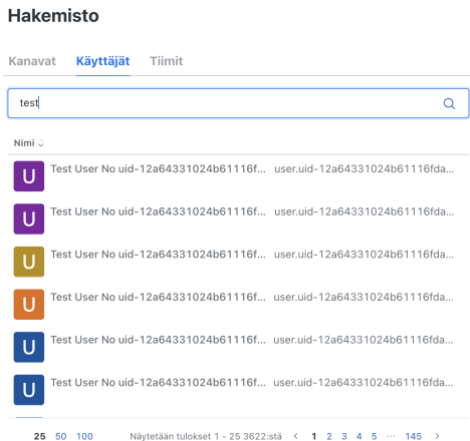 Hakemisto
Kanavat Käyttäjät Tiimit
test
Nimi
U Test User No uid-12a64331024b61116f... user.uid-12a64331024b61116fda...
U Test User No uid-12a64331024b61116f... user.uid-12a64331024b61116fda...
U Test User No uid-12a64331024b61116f... user.uid-12a64331024b61116fda...
U Test User No uid-12a64331024b61116f... user.uid-12a64331024b61116fda...
U Test User No uid-12a64331024b61116f... user.uid-12a64331024b61116fda...
U Test User No uid-12a64331024b61116f... user.uid-12a64331024b61116fda...
25 50 100 Näytetään tulokset 1 - 25 3622:stä < 1 2 3 4 5 ... 145 >